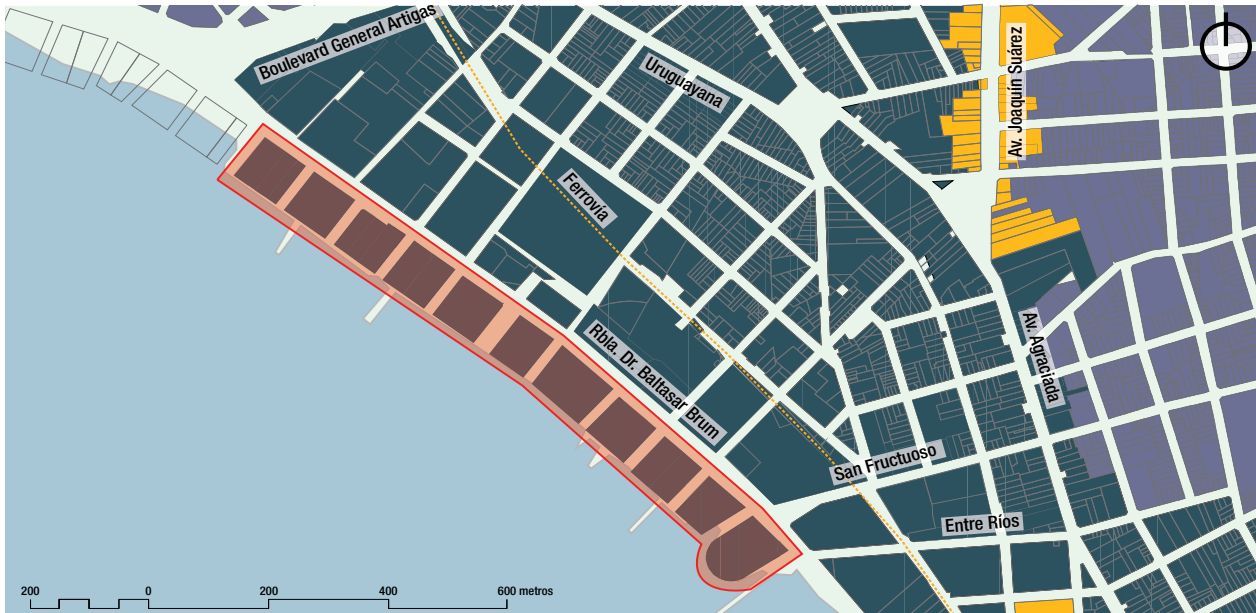 Boulevard General Artigas
Uruguayana
Av. Joaquín Suárez
Ferrovía
Rbla. Dr. Baltasar Brum
Av. Agraciada
San Fructuoso
Entre Ríos
200 0 200 400 600 metros